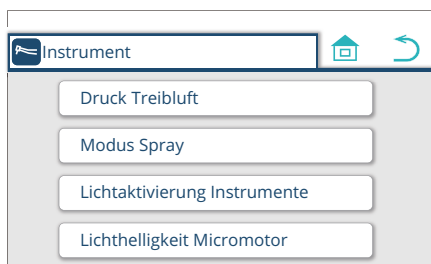 Instrument
Druck Treibluft
Modus Spray
Lichtaktivierung Instrumente
Lichthelligkeit Micromotor